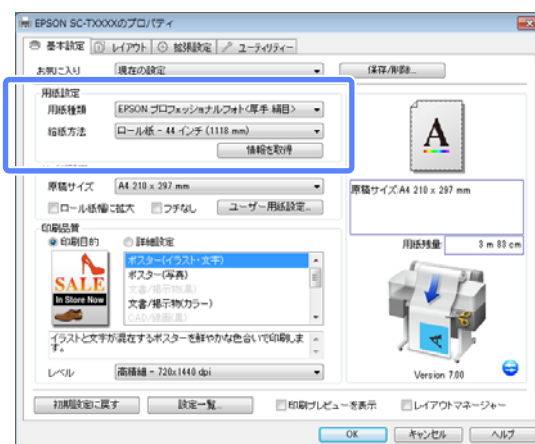 EPSON SC-TXXXXのプロパティ
基本設定 レイアウト 拡張設定 ユーティリティー
お気に入り 現在の設定 保存/削除...
用紙設定
用紙種類 EPSON プロフェッショナルフォト<厚手 絹目>
給紙方法 ロール紙 - 44 インチ (1118 mm)
情報を取得
原稿サイズ A4 210 x 297 mm
ロール紙幅に拡大 フチなし ユーザー用紙設定...
A
原稿サイズ:A4 210 x 297 mm
用紙残量 3 m 83 cm
印刷品質
印刷目的 詳細設定
SALE
In Store Now
ポスター(イラスト・文字)
ポスター(写真)
文書/掲示物(黒)
文書/掲示物(カラー)
CAD/線画(黒)
イラストと文字が混在するポスターを鮮やかな色合いで印刷しま
す。
レベル 高精細 - 720x1440 dpi
Version 7.00
初期設定に戻す 設定一覧... 印刷プレビューを表示 レイアウトマネージャー
OK キャンセル ヘルプ